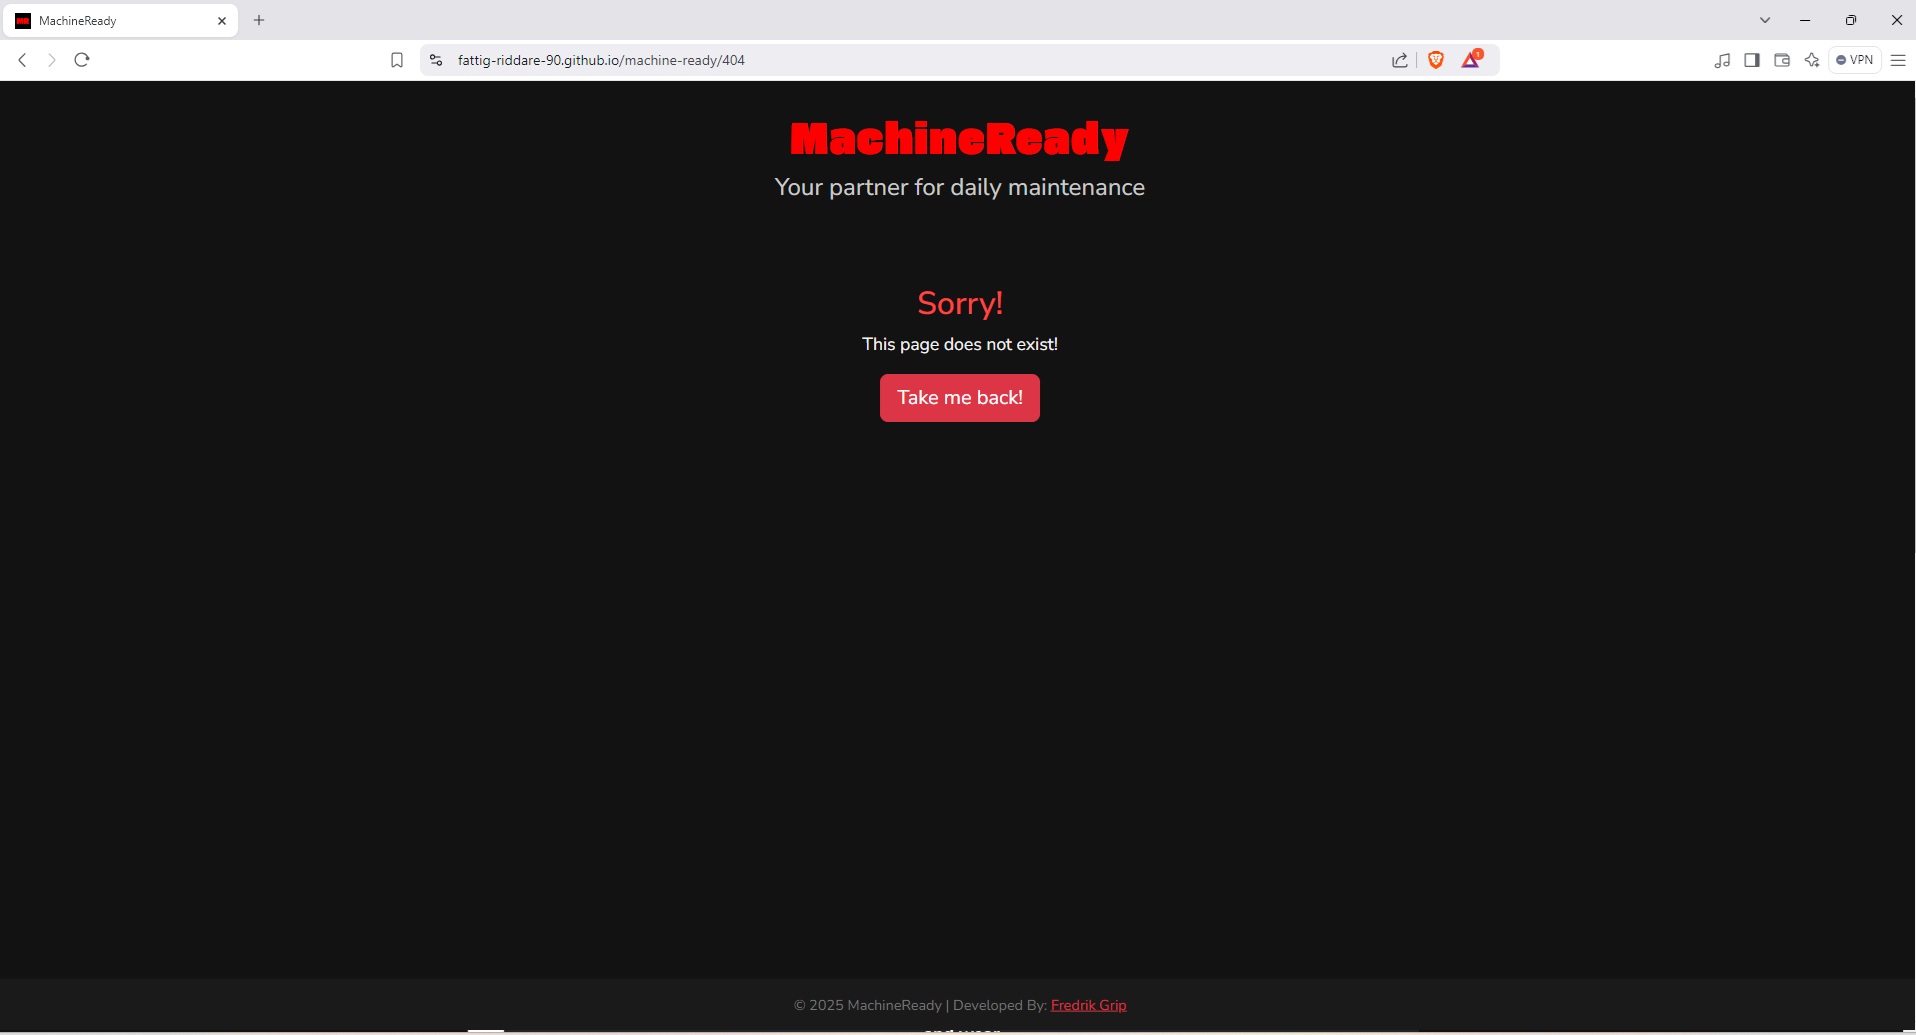 MachineReady
fattig-riddare-90.github.io/machine-ready/404
1
VPN
MachineReady
Your partner for daily maintenance
Sorry!
This page does not exist!
Take me back!
© 2025 MachineReady | Developed By: Fredrik Grip